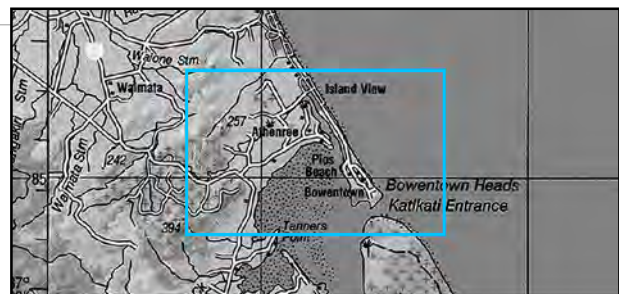 Waione Stm
Waimata
Island View
257
Athenree
242
Pios
Beach
85
Bowentown
Bowentown Heads
Katikati Entrance
Waimata Stm
394
Tanners
Point